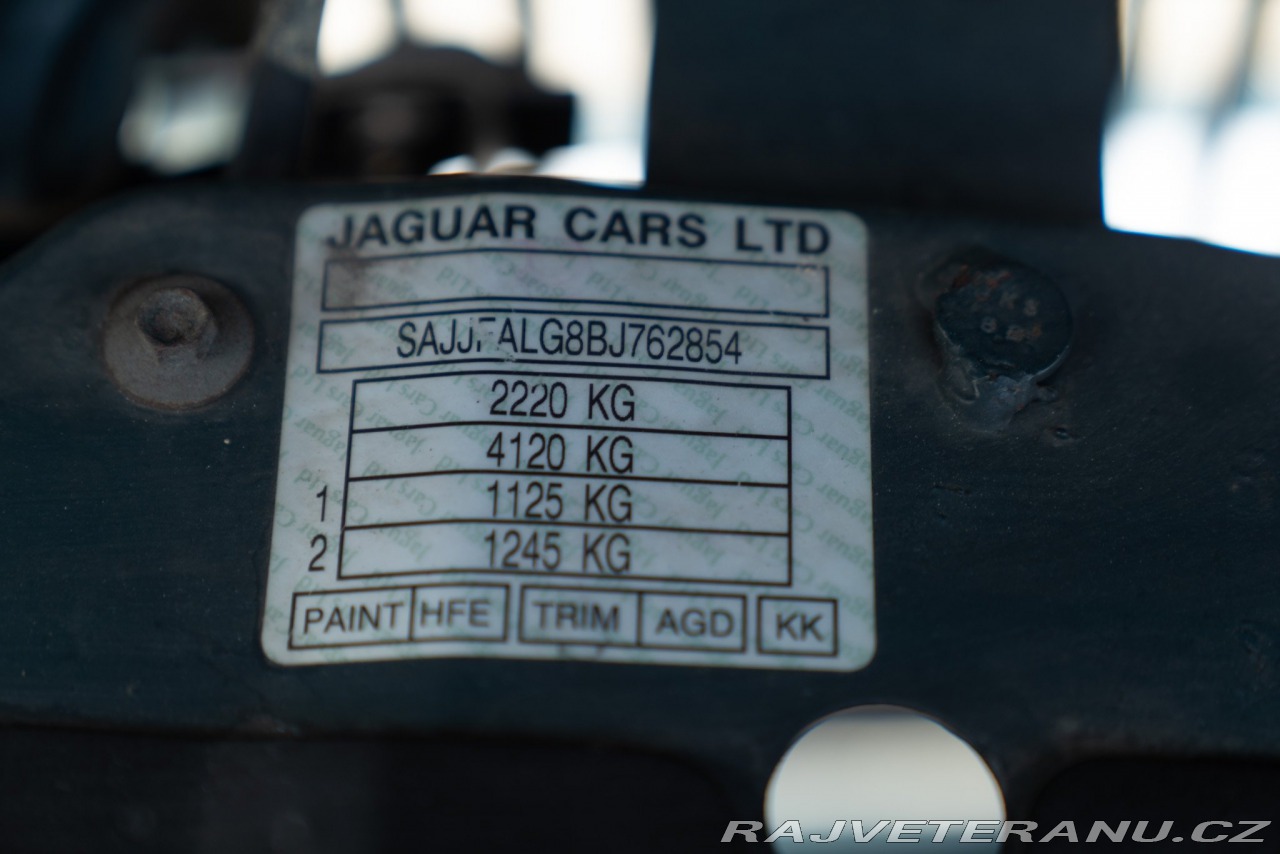 JAGUAR CARS LTD
SAJJFALG8BJ762854
2220 KG
4120 KG
1 1125 KG
2 1245 KG
PAINT HFE TRIM AGD KK
RAJVETERANU.CZ